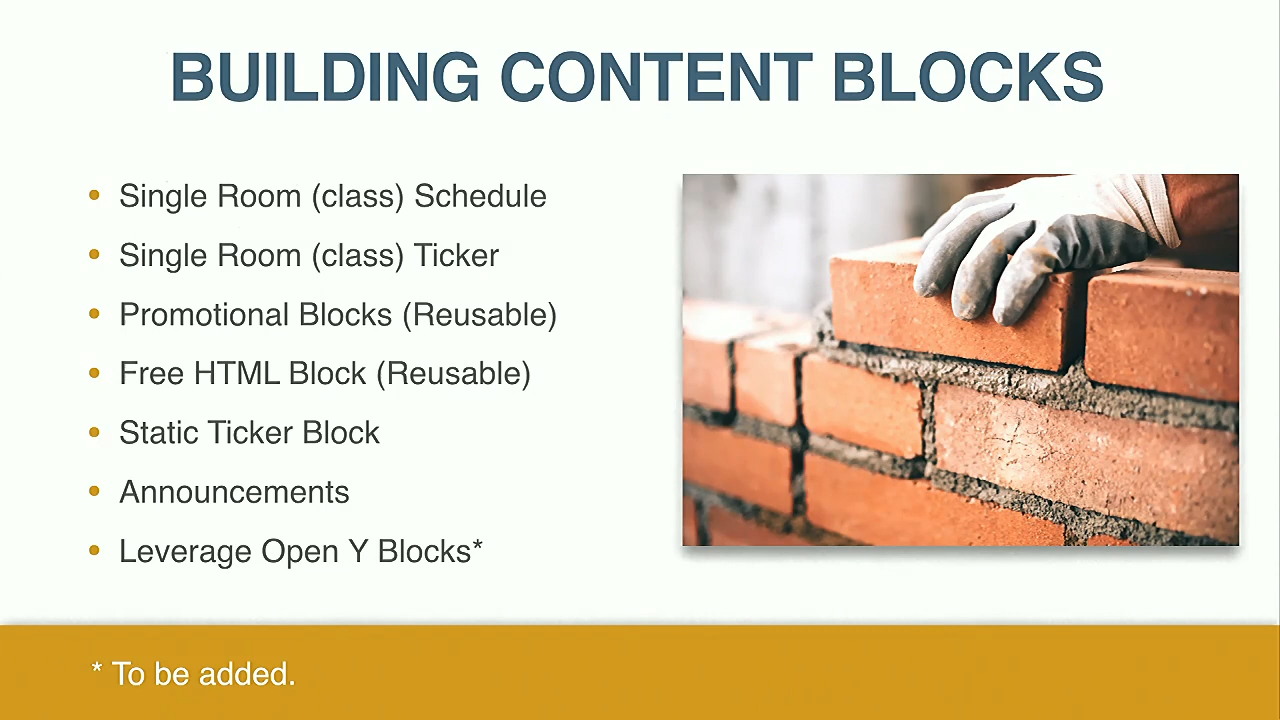 BUILDING CONTENT BLOCKS
• Single Room (class) Schedule
• Single Room (class) Ticker
• Promotional Blocks (Reusable)
• Free HTML Block (Reusable)
• Static Ticker Block
• Announcements
• Leverage Open Y Blocks*
* To be added.